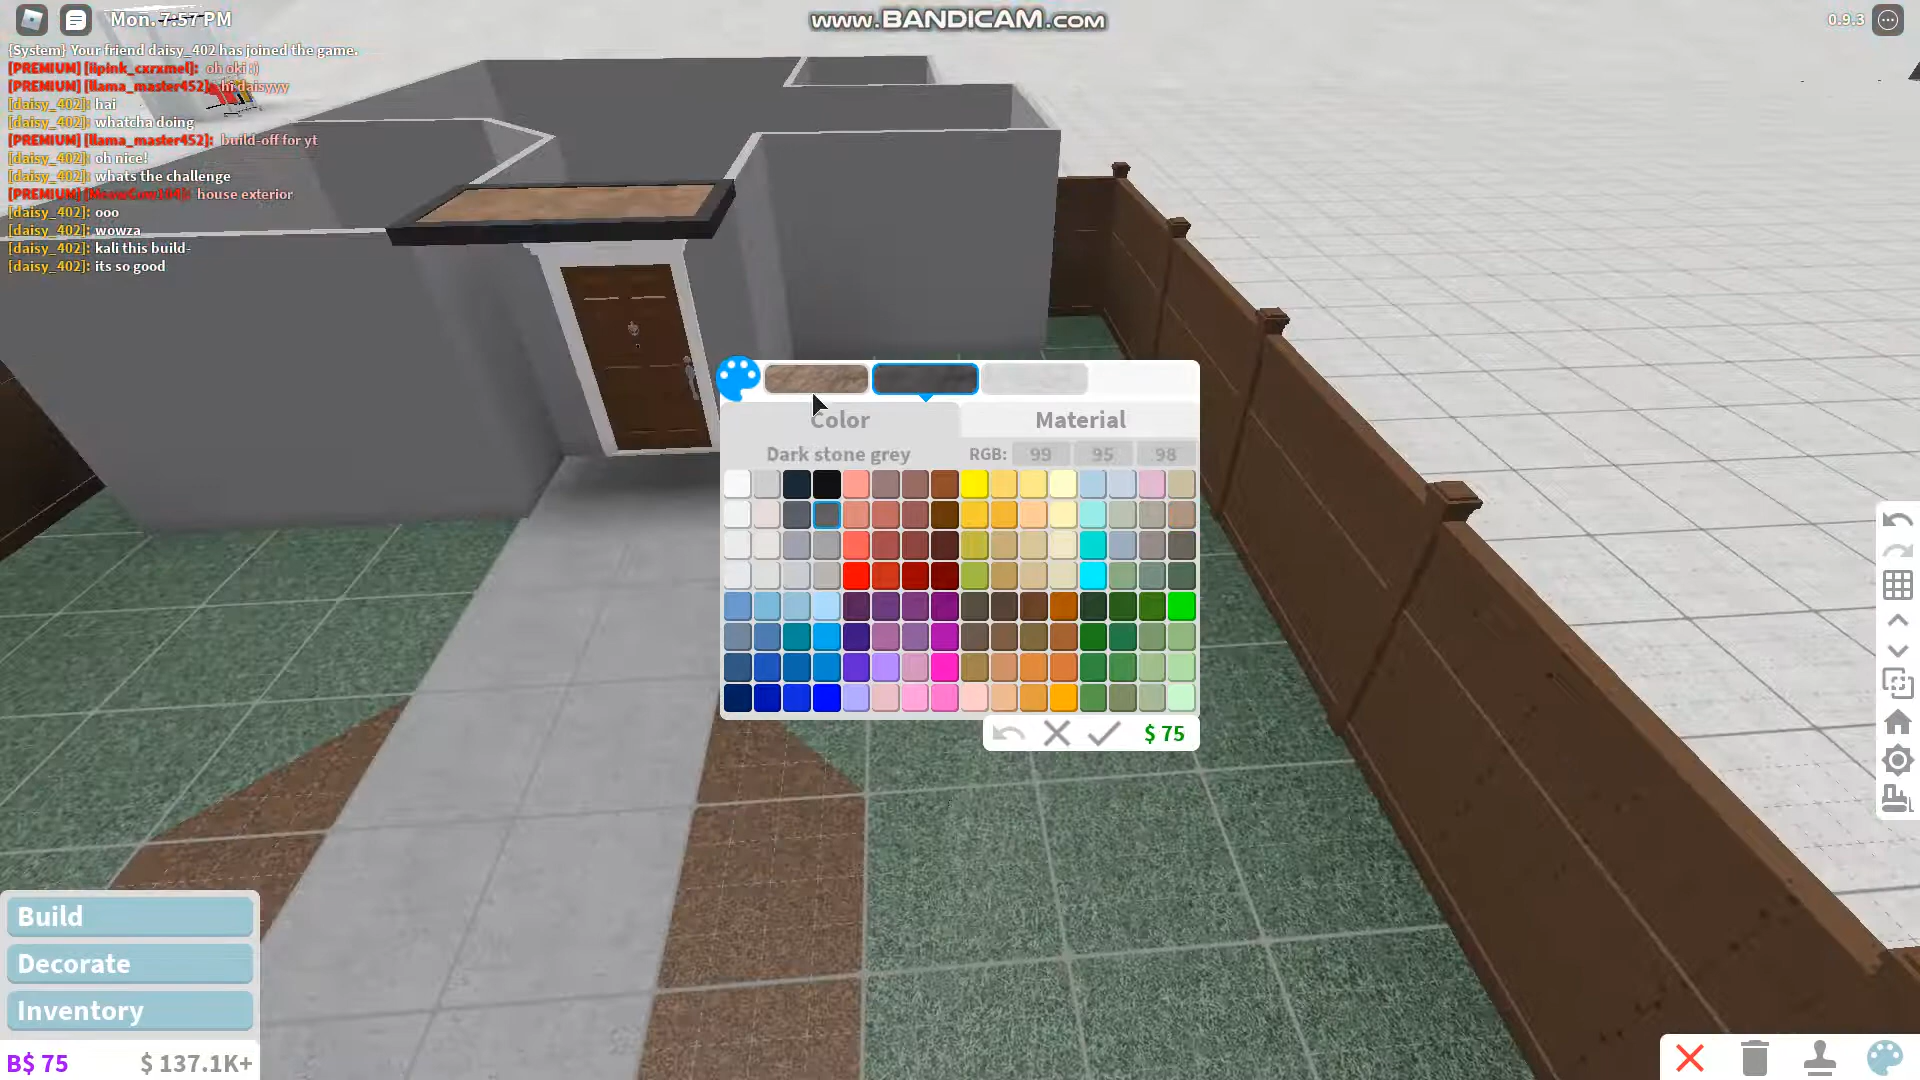 Mon. 7:57 PM
www.BANDICAM.com
0.9.3
{System} Your friend daisy_402 has joined the game.
[PREMIUM] [iipink_cxrxmel]: oh oki :)
[PREMIUM] [llama_master452]: hi daisyyy
[daisy_402]: hai
[daisy_402]: whatcha doing
[PREMIUM] [llama_master452]: build-off for yt
[daisy_402]: oh nice!
[daisy_402]: whats the challenge
[PREMIUM] house exterior
[daisy_402]: ooo
[daisy_402]: wowza
[daisy_402]: kali this build-
[daisy_402]: its so good
Color
Material
Dark stone grey
RGB: 99 95 98
$ 75
Build
Decorate
Inventory
B$ 75
$ 137.1K+